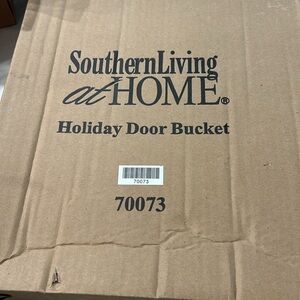 SouthernLiving
at HOME®
Holiday Door Bucket
70073
70073